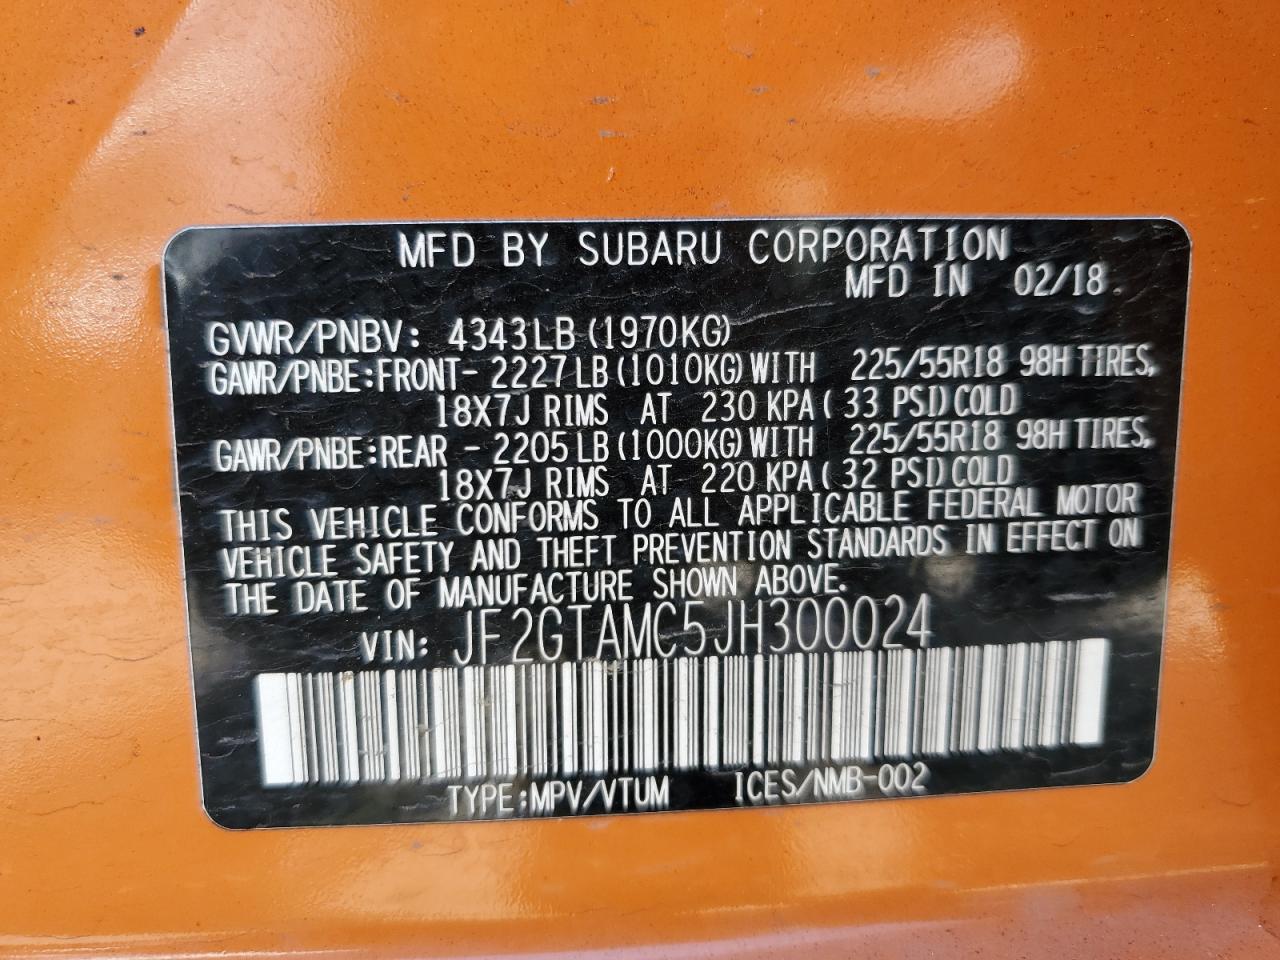 MFD BY SUBARU CORPORATION
MFD IN 02/18
GVWR/PNBV: 4343LB (1970KG)
GAWR/PNBE:FRONT- 2227LB (1010KG) WITH 225/55R18 98H TIRES,
18X7J RIMS AT 230 KPA ( 33 PSI) COLD
GAWR/PNBE:REAR - 2205LB (1000KG) WITH 225/55R18 98H TIRES,
18X7J RIMS AT 220 KPA ( 32 PSI) COLD
THIS VEHICLE CONFORMS TO ALL APPLICABLE FEDERAL MOTOR
VEHICLE SAFETY AND THEFT PREVENTION STANDARDS IN EFFECT ON
THE DATE OF MANUFACTURE SHOWN ABOVE.
VIN: JF2GTAMC5JH300024
TYPE:MPV/VTUM ICES/NMB-002